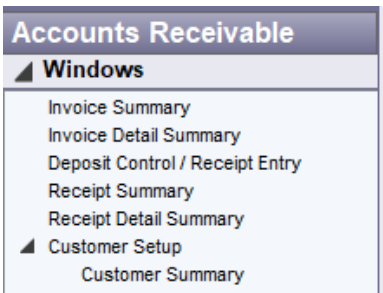 Accounts Receivable
Windows
Invoice Summary
Invoice Detail Summary
Deposit Control / Receipt Entry
Receipt Summary
Receipt Detail Summary
Customer Setup
Customer Summary